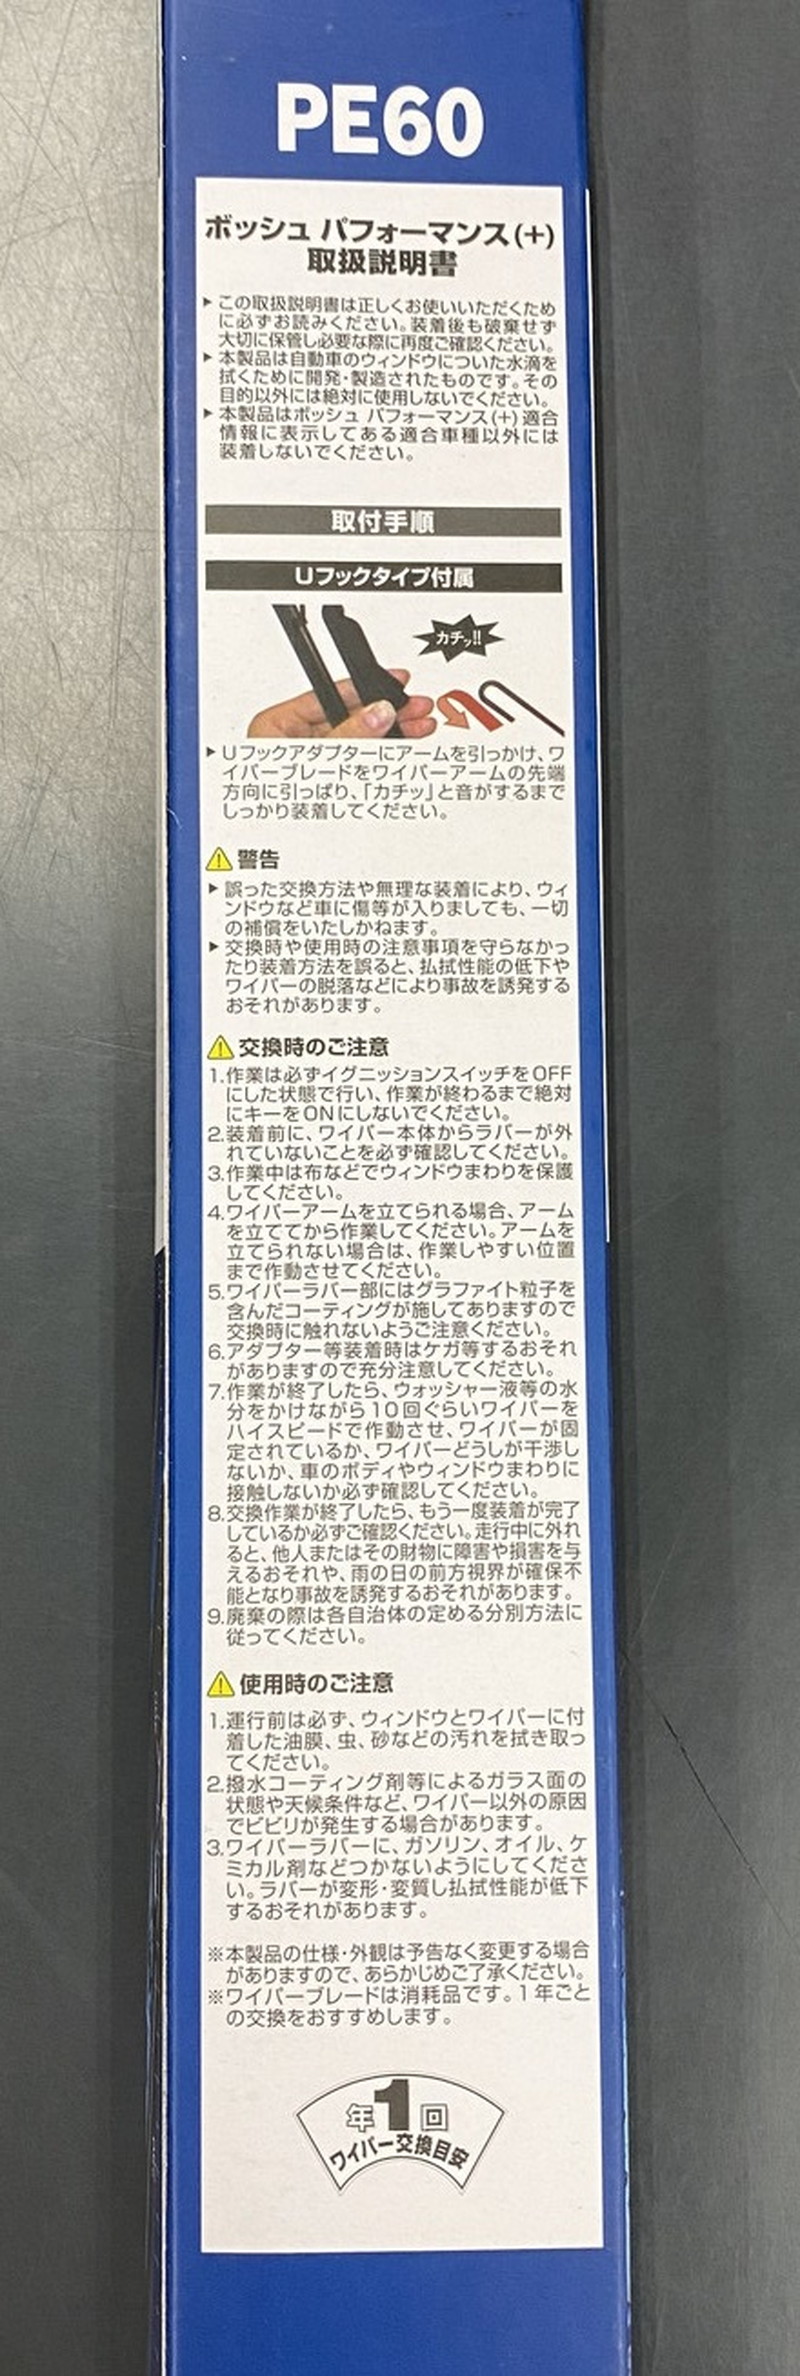 PE60
ボッシュ パフォーマンス(+)
取扱説明書
▶この取扱説明書は正しくお使いいただくため
に必ずお読みください。装着後も破棄せず
大切に保管し必要な際に再度ご確認ください。
▶本製品は自動車のウィンドウについた水滴を
拭くために開発・製造されたものです。その
目的以外には絶対に使用しないでください。
▶本製品はボッシュ パフォーマンス(+)適合
情報に表示してある適合車種以外には
装着しないでください。
取付手順
Uフックタイプ付属
カチッ!!
▶Uフックアダプターにアームを引っかけ、ワ
イパーブレードをワイパーアームの先端
方向に引っぱり、「カチッ」と音がするまで
しっかり装着してください。
警告
▶誤った交換方法や無理な装着により、ウィ
ンドウなど車に傷等が入りましても、一切
の補償をいたしかねます。
▶交換時や使用時の注意事項を守らなかっ
たり装着方法を誤ると、払拭性能の低下や
ワイパーの脱落などにより事故を誘発する
おそれがあります。
交換時のご注意
1.作業は必ずイグニッションスイッチをOFF
にした状態で行い、作業が終わるまで絶対
にキーをONにしないでください。
2.装着前に、ワイパー本体からラバーが外
れていないことを必ず確認してください。
3.作業中は布などでウィンドウまわりを保護
してください。
4.ワイパーアームを立てられる場合、アーム
を立ててから作業してください。アームを
立てられない場合は、作業しやすい位置
まで作動させてください。
5.ワイパーラバー部にはグラファイト粒子を
含んだコーティングが施してありますので
交換時に触れないようご注意ください。
6.アダプター等装着時はケガ等するおそれ
がありますので充分注意してください。
7.作業が終了したら、ウォッシャー液等の水
分をかけながら10回ぐらいワイパーを
ハイスピードで作動させ、ワイパーが固
定されているか、ワイパーどうしが干渉し
ないか、車のボディやウィンドウまわりに
接触しないか必ず確認してください。
8.交換作業が終了したら、もう一度装着が完了
しているか必ずご確認ください。走行中に外れ
ると、他人またはその財物に障害や損害を与
えるおそれや、雨の日の前方視界が確保不
能となり事故を誘発するおそれがあります。
9.廃棄の際は各自治体の定める分別方法に
従ってください。
使用時のご注意
1.運行前は必ず、ウィンドウとワイパーに付
着した油膜、虫、砂などの汚れを拭き取っ
てください。
2.撥水コーティング剤等によるガラス面の
状態や天候条件など、ワイパー以外の原因
でビビリが発生する場合があります。
3.ワイパーラバーに、ガソリン、オイル、ケ
ミカル剤などつかないようにしてくださ
い。ラバーが変形・変質し払拭性能が低下
するおそれがあります。
※本製品の仕様・外観は予告なく変更する場合
がありますので、あらかじめご了承ください。
※ワイパーブレードは消耗品です。1年ごと
の交換をおすすめします。
年1回
ワイパー交換目安